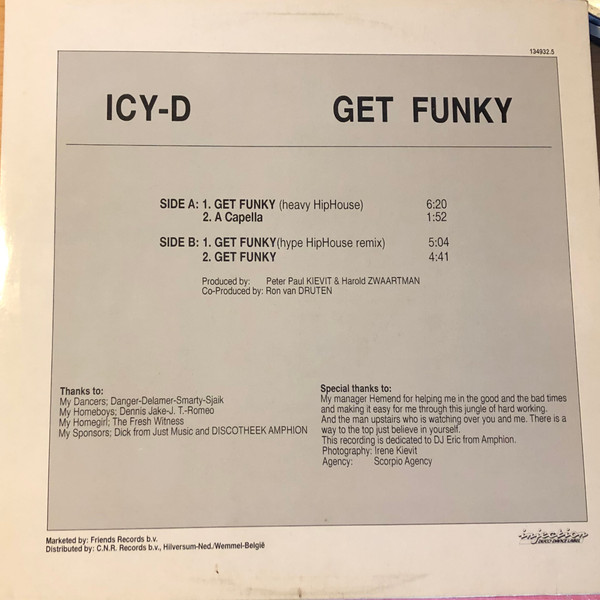 134932.5
ICY-D GET FUNKY
SIDE A: 1. GET FUNKY (heavy HipHouse) 6:20
2. A Capella 1:52
SIDE B: 1. GET FUNKY(hype HipHouse remix) 5:04
2. GET FUNKY 4:41
Produced by: Peter Paul KIEVIT & Harold ZWAARTMAN
Co-Produced by: Ron van DRUTEN
Thanks to:
My Dancers; Danger-Delamer-Smarty-Sjaik
My Homeboys; Dennis Jake-J. T.-Romeo
My Homegirl; The Fresh Witness
My Sponsors; Dick from Just Music and DISCOTHEEK AMPHION
Special thanks to:
My manager Hemend for helping me in the good and the bad times
and making it easy for me through this jungle of hard working.
And the man upstairs who is watching over you and me. There is a
way to the top just believe in yourself.
This recording is dedicated to DJ Eric from Amphion.
Photography: Irene Kievit
Agency: Scorpio Agency
Marketed by: Friends Records b.v.
Distributed by: C.N.R. Records b.v., Hilversum-Ned./Wemmel-België
injection
DISCO DANCE LABEL